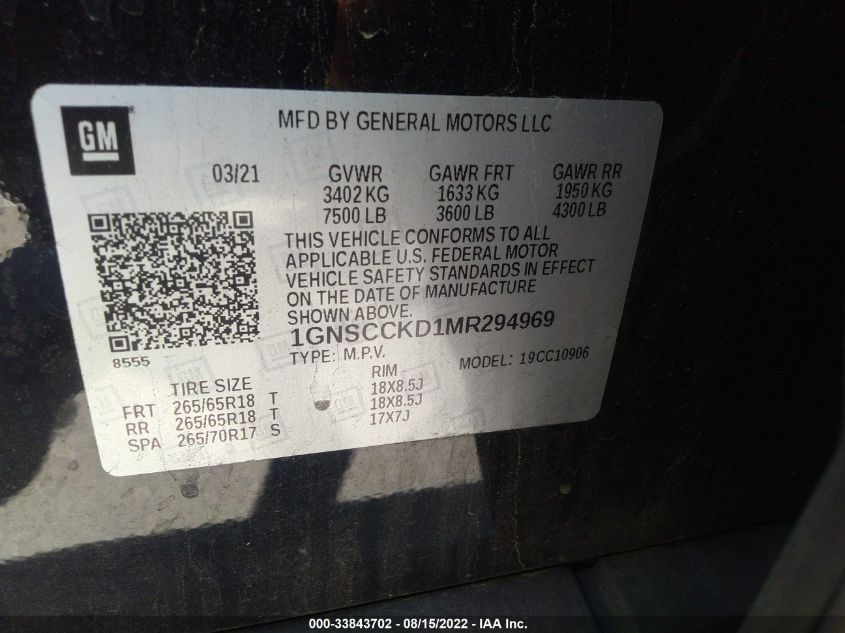 GM
MFD BY GENERAL MOTORS LLC
03/21 GVWR GAWR FRT GAWR RR
3402 KG 1633 KG 1950 KG
7500 LB 3600 LB 4300 LB
THIS VEHICLE CONFORMS TO ALL
APPLICABLE U.S. FEDERAL MOTOR
VEHICLE SAFETY STANDARDS IN EFFECT
ON THE DATE OF MANUFACTURE
SHOWN ABOVE.
1GNSCCKD1MR294969
8555
TYPE: M.P.V. MODEL: 19CC10906
TIRE SIZE RIM
FRT 265/65R18 T 18X8.5J
RR 265/65R18 T 18X8.5J
SPA 265/70R17 S 17X7J
000-33843702 - 08/15/2022 - IAA Inc.